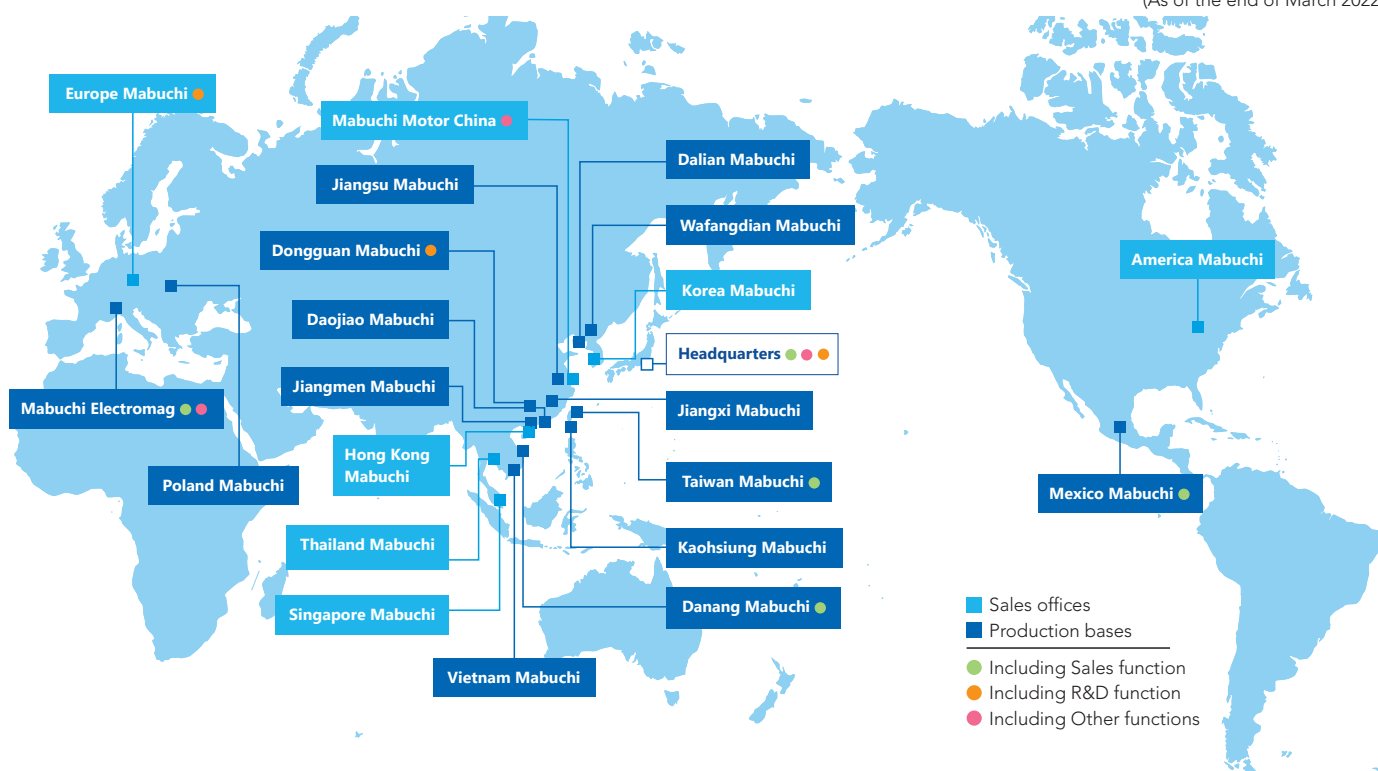 (As of the end of March 2022
Europe Mabuchi
Mabuchi Motor China
Dalian Mabuchi
Jiangsu Mabuchi
Wafangdian Mabuchi
Dongguan Mabuchi
America Mabuchi
Korea Mabuchi
Daojiao Mabuchi
Headquarters
Jiangmen Mabuchi
Mabuchi Electromag
Jiangxi Mabuchi
Hong Kong
Mabuchi
Poland Mabuchi
Taiwan Mabuchi
Mexico Mabuchi
Thailand Mabuchi
Kaohsiung Mabuchi
Singapore Mabuchi
Danang Mabuchi
Vietnam Mabuchi
Sales offices
Production bases
Including Sales function
Including R&D function
Including Other functions